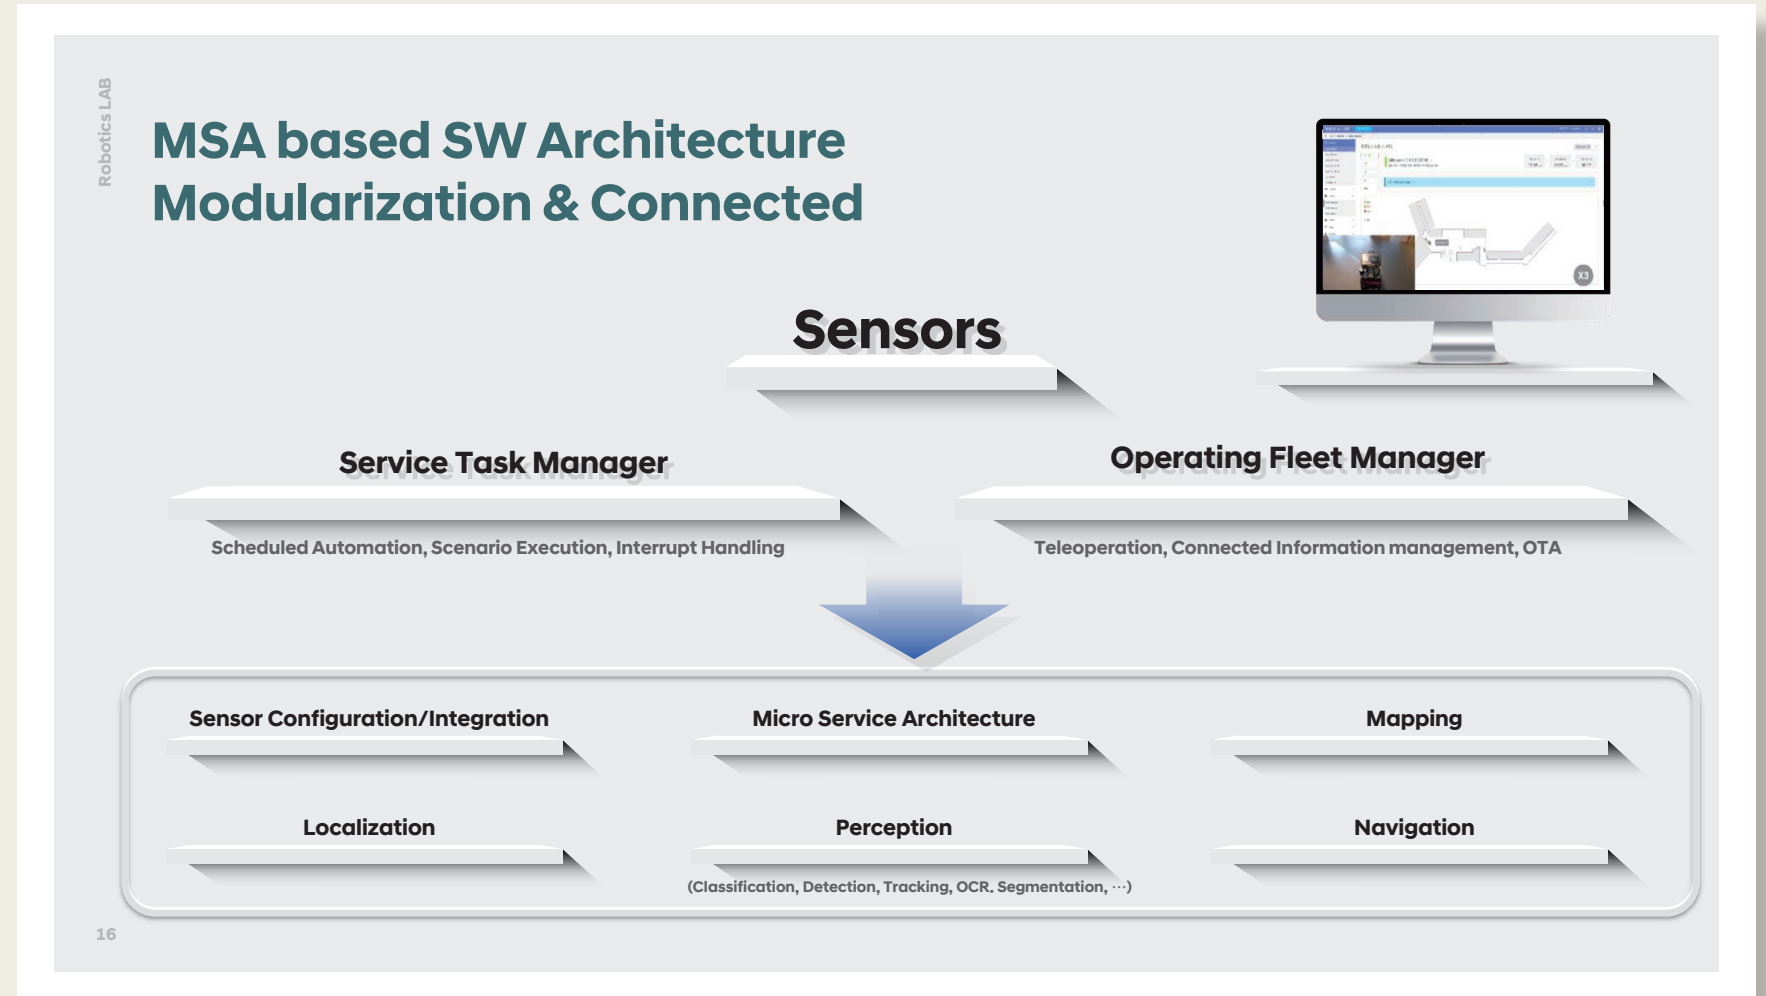 Robotics LAB
MSA based SW Architecture
Modularization & Connected
X3
Sensors
Service Task Manager
Operating Fleet Manager
Scheduled Automation, Scenario Execution, Interrupt Handling
Teleoperation, Connected Information management, OTA
Sensor Configuration/Integration
Micro Service Architecture
Mapping
Localization
Perception
Navigation
(Classification, Detection, Tracking, OCR. Segmentation, ⋯)
16